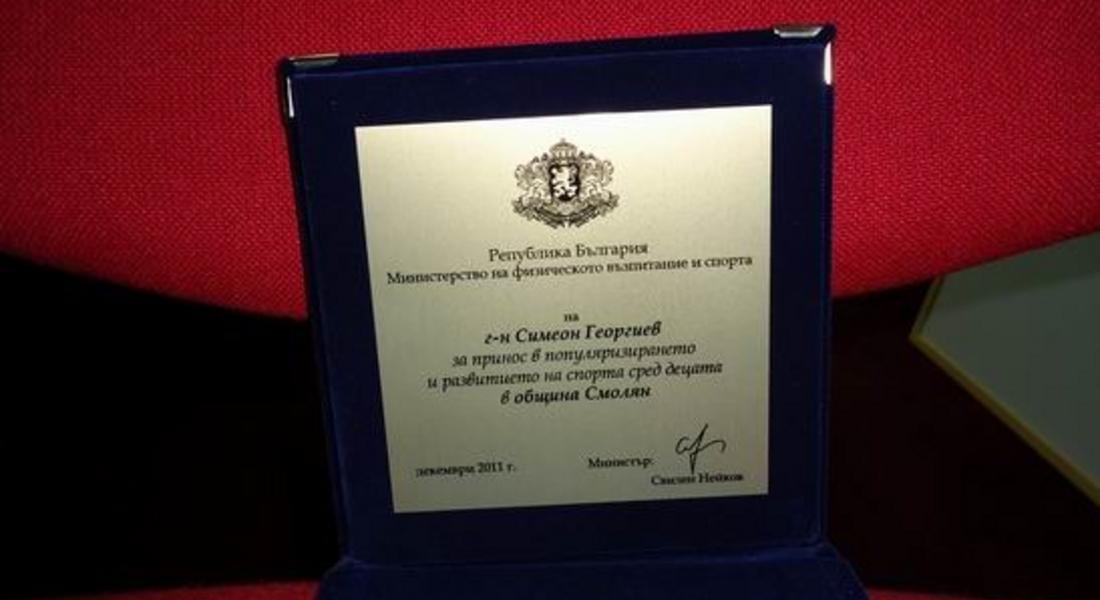 Република България
Министерство на физическото възпитание и спорта
на
г-н Симеон Георгиев
за принос в популяризирането
и развитието на спорта сред децата
в община Смолян
декември 2011 г.
Министър:
Свилен Нейков